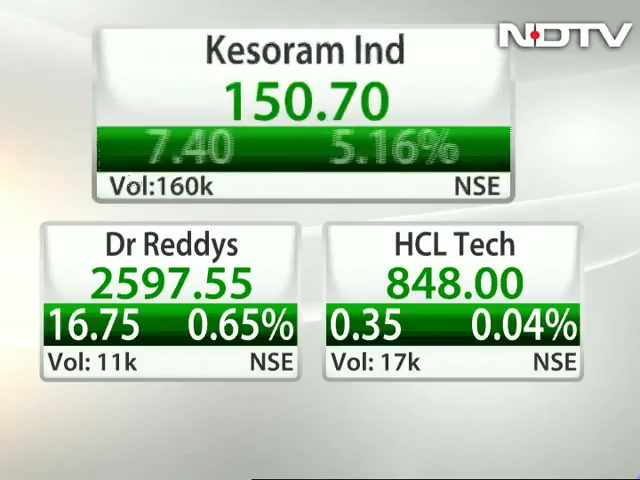 NDTV
Kesoram Ind
150.70
7.40 5.16%
Vol:160k NSE
Dr Reddys
2597.55
16.75 0.65%
Vol: 11k NSE
HCL Tech
848.00
0.35 0.04%
Vol: 17k NSE